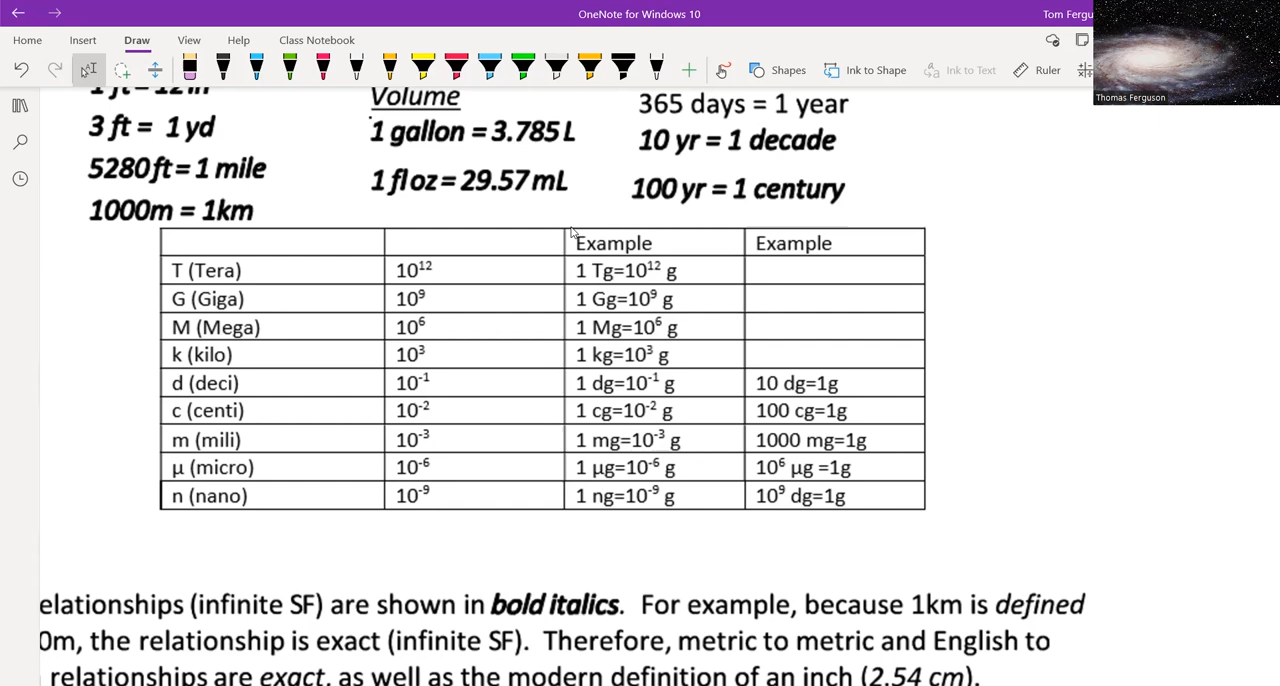 OneNote for Windows 10
Tom Fergu
Home Insert Draw View Help Class Notebook
Shapes Ink to Shape Ink to Text Ruler
Thomas Ferguson
1 ft = 12 in
3 ft = 1 yd
5280ft = 1 mile
1000m = 1km
Volume
1 gallon = 3.785 L
1 fl oz = 29.57 mL
365 days = 1 year
10 yr = 1 decade
100 yr = 1 century
Example Example
T (Tera) 10¹² 1 Tg=10¹² g
G (Giga) 10⁹ 1 Gg=10⁹ g
M (Mega) 10⁶ 1 Mg=10⁶ g
k (kilo) 10³ 1 kg=10³ g
d (deci) 10⁻¹ 1 dg=10⁻¹ g 10 dg=1g
c (centi) 10⁻² 1 cg=10⁻² g 100 cg=1g
m (mili) 10⁻³ 1 mg=10⁻³ g 1000 mg=1g
µ (micro) 10⁻⁶ 1 µg=10⁻⁶ g 10⁶ µg =1g
n (nano) 10⁻⁹ 1 ng=10⁻⁹ g 10⁹ dg=1g
elationships (infinite SF) are shown in bold italics. For example, because 1km is defined
0m, the relationship is exact (infinite SF). Therefore, metric to metric and English to
relationships are exact, as well as the modern definition of an inch (2.54 cm).